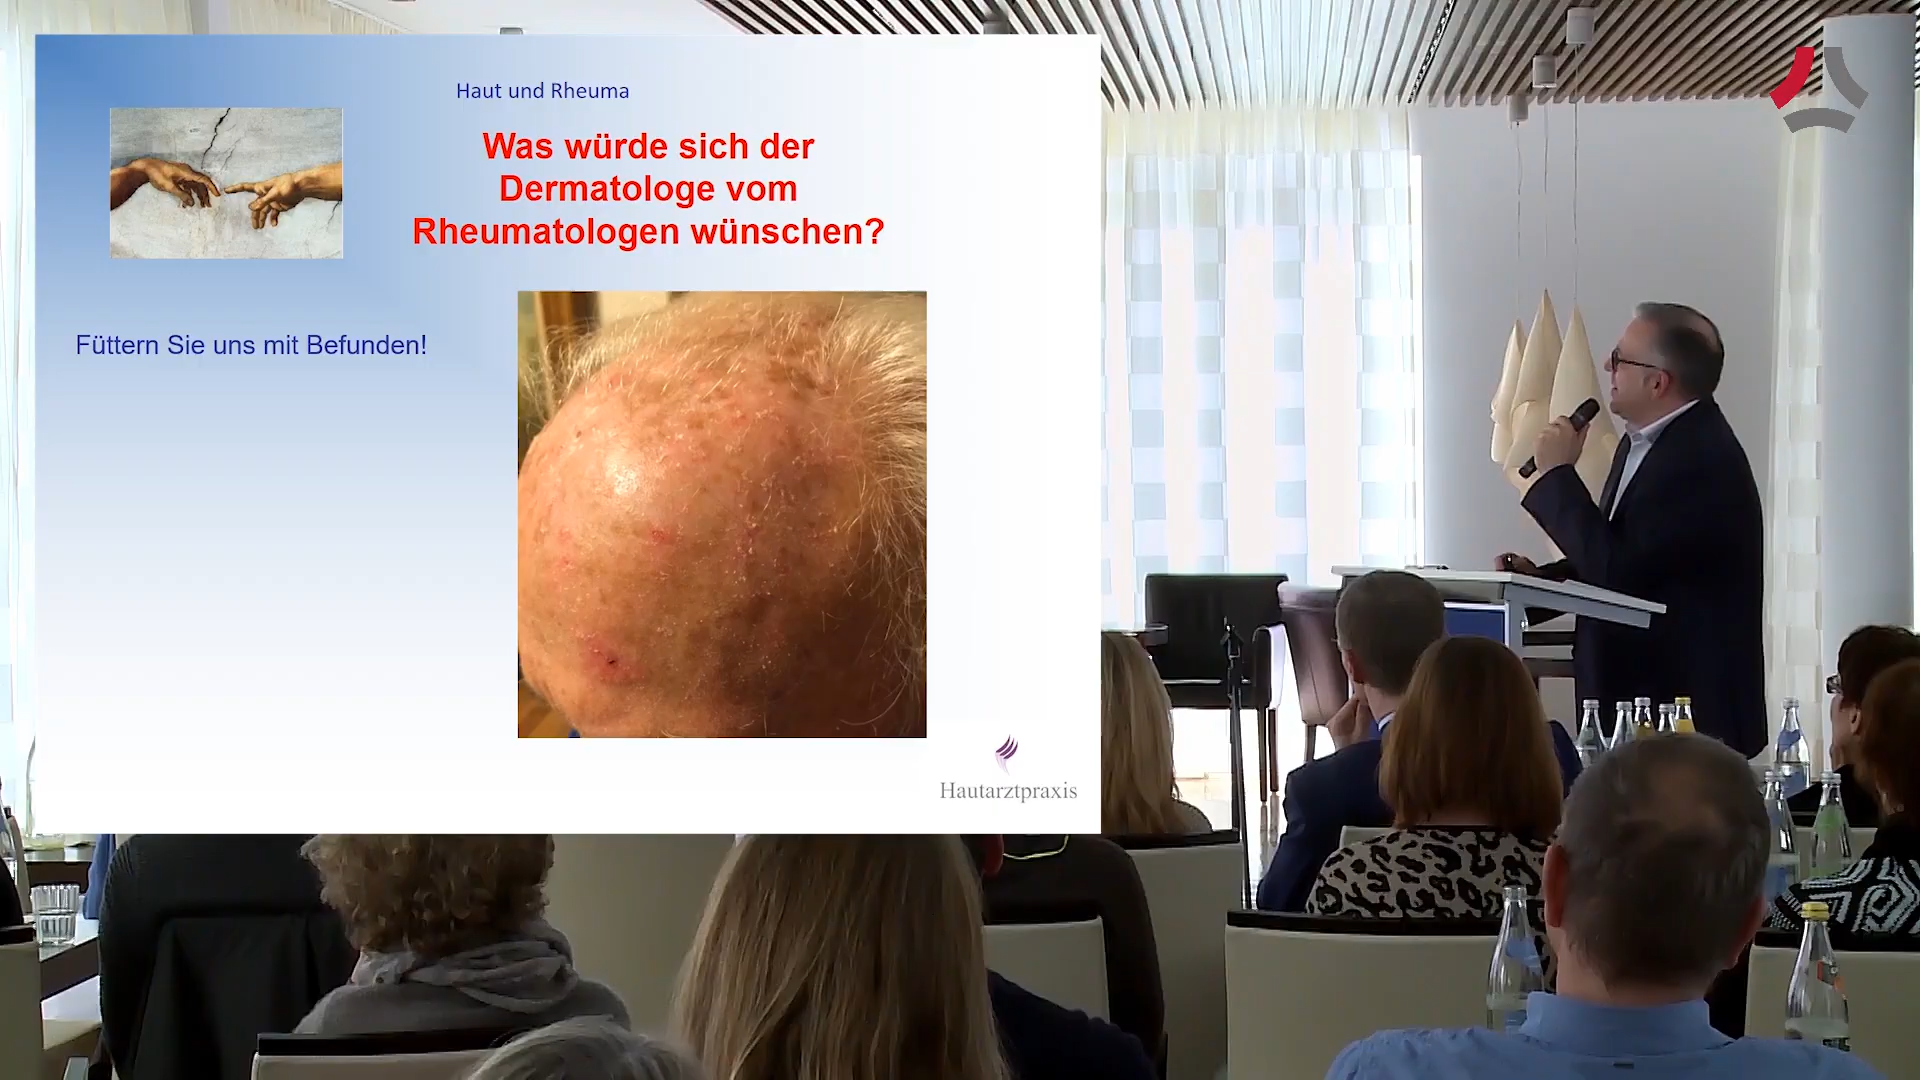 Haut und Rheuma
Was würde sich der
Dermatologe vom
Rheumatologen wünschen?
Füttern Sie uns mit Befunden!
Hautarztpraxis